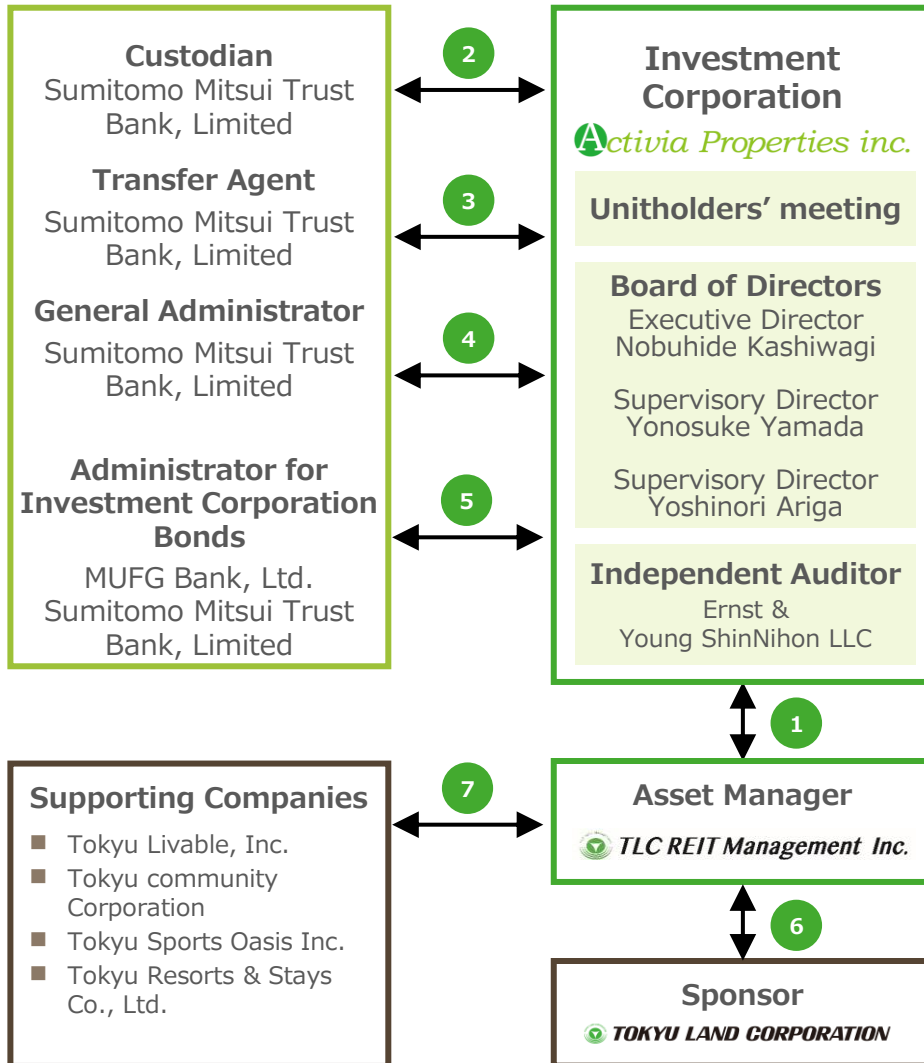 Custodian
Sumitomo Mitsui Trust
Bank, Limited
Transfer Agent
Sumitomo Mitsui Trust
Bank, Limited
General Administrator
Sumitomo Mitsui Trust
Bank, Limited
Administrator for
Investment Corporation
Bonds
MUFG Bank, Ltd.
Sumitomo Mitsui Trust
Bank, Limited
2
3
4
5
Investment
Corporation
Activia Properties inc.
Unitholders’ meeting
Board of Directors
Executive Director
Nobuhide Kashiwagi
Supervisory Director
Yonosuke Yamada
Supervisory Director
Yoshinori Ariga
Independent Auditor
Ernst &
Young ShinNihon LLC
1
Supporting Companies
Tokyu Livable, Inc.
Tokyu community
Corporation
Tokyu Sports Oasis Inc.
Tokyu Resorts & Stays
Co., Ltd.
7
Asset Manager
TLC REIT Management Inc.
6
Sponsor
TOKYU LAND CORPORATION